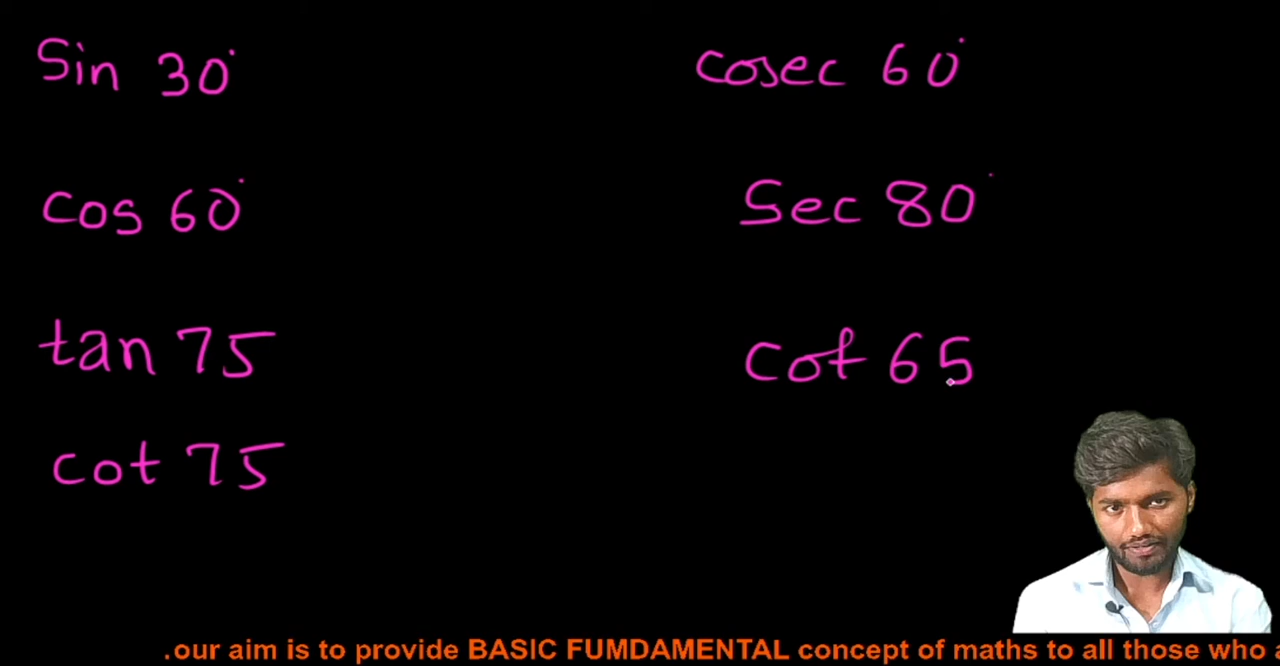 Sin 30°
cos 60°
tan 75
cot 75
cosec 60°
Sec 80°
cot 65
.our aim is to provide BASIC FUMDAMENTAL concept of maths to all those who